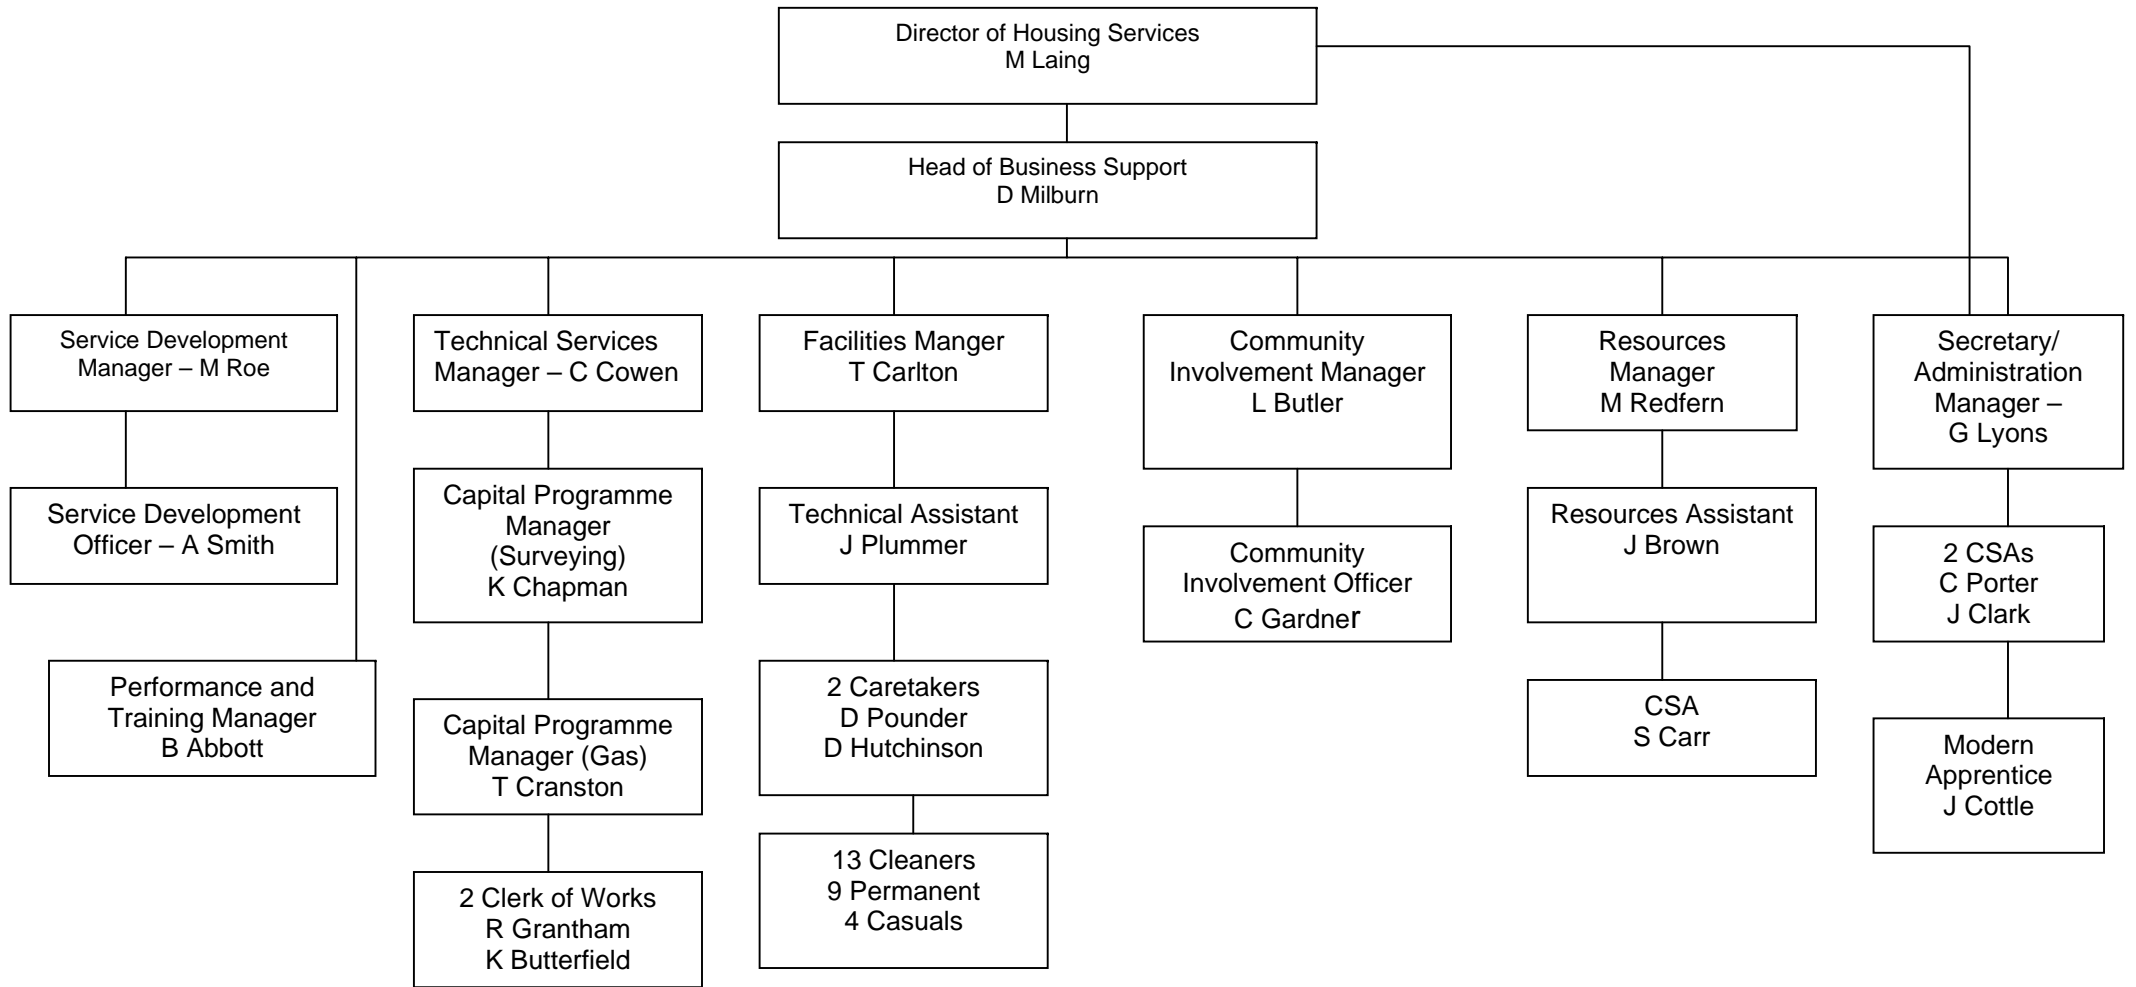 Director of Housing Services
M Laing
Head of Business Support
D Milburn
Service Development
Manager – M Roe
Technical Services
Manager – C Cowen
Facilities Manger
T Carlton
Community
Involvement Manager
L Butler
Resources
Manager
M Redfern
Secretary/
Administration
Manager –
G Lyons
Service Development
Officer – A Smith
Capital Programme
Manager
(Surveying)
K Chapman
Technical Assistant
J Plummer
Community
Involvement Officer
C Gardner
Resources Assistant
J Brown
2 CSAs
C Porter
J Clark
Performance and
Training Manager
B Abbott
Capital Programme
Manager (Gas)
T Cranston
2 Caretakers
D Pounder
D Hutchinson
CSA
S Carr
Modern
Apprentice
J Cottle
2 Clerk of Works
R Grantham
K Butterfield
13 Cleaners
9 Permanent
4 Casuals